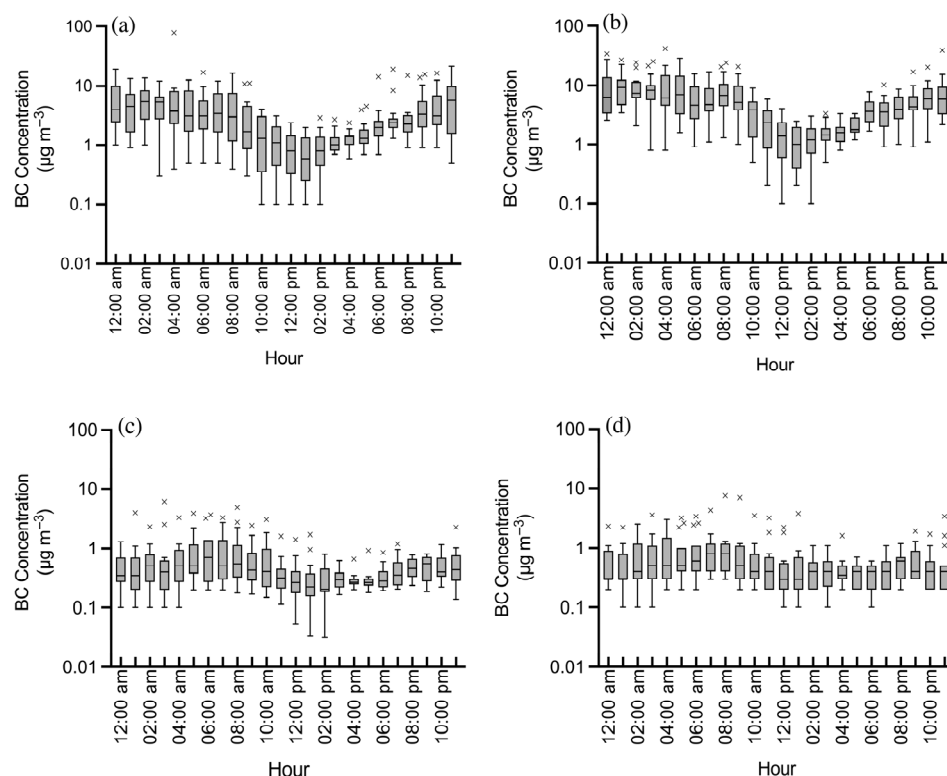 (a)
BC Concentration
(µg m−3)
100
10
1
0.1
0.01
12:00 am
02:00 am
04:00 am
06:00 am
08:00 am
10:00 am
12:00 pm
02:00 pm
04:00 pm
06:00 pm
08:00 pm
10:00 pm
Hour
(b)
BC Concentration
(µg m−3)
100
10
1
0.1
0.01
12:00 am
02:00 am
04:00 am
06:00 am
08:00 am
10:00 am
12:00 pm
02:00 pm
04:00 pm
06:00 pm
08:00 pm
10:00 pm
Hour
(c)
BC Concentration
(µg m−3)
100
10
1
0.1
0.01
12:00 am
02:00 am
04:00 am
06:00 am
08:00 am
10:00 am
12:00 pm
02:00 pm
04:00 pm
06:00 pm
08:00 pm
10:00 pm
Hour
(d)
BC Concentration
(µg m−3)
100
10
1
0.1
0.01
12:00 am
02:00 am
04:00 am
06:00 am
08:00 am
10:00 am
12:00 pm
02:00 pm
04:00 pm
06:00 pm
08:00 pm
10:00 pm
Hour